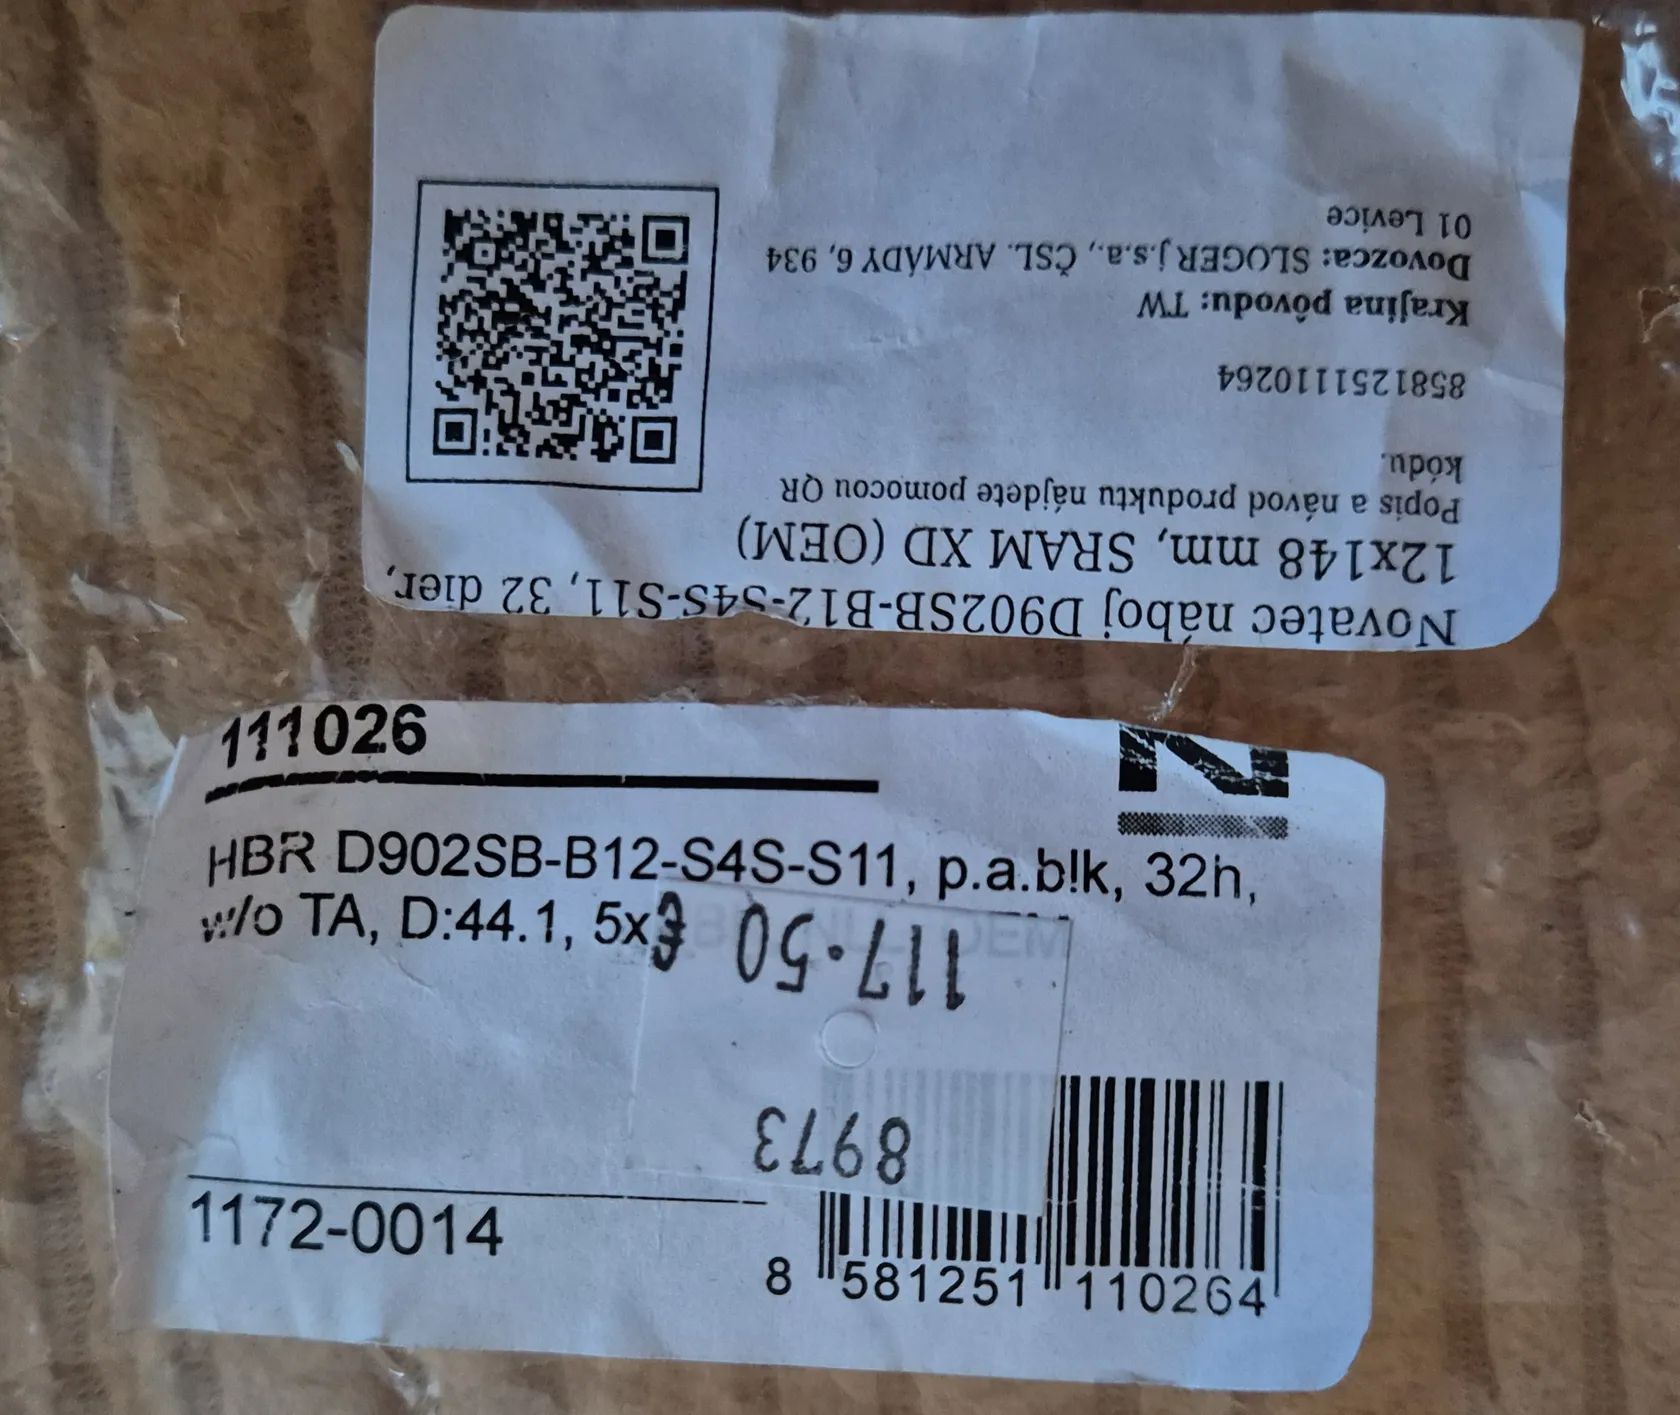 Novatec náboj D902SB-B12-S4S-S11, 32 dier,
12x148 mm, SRAM XD (OEM)
Popis a návod produktu nájdete pomocou QR
kódu.
8581251110264
Krajina pôvodu: TW
Dovozca: SLOGER j.s.a., ČSL. ARMÁDY 6, 934
01 Levice
111026
N
HBR D902SB-B12-S4S-S11, p.a.blk, 32h,
w/o TA, D:44.1, 5x
117.50 €
8973
1172-0014
8 581251 110264